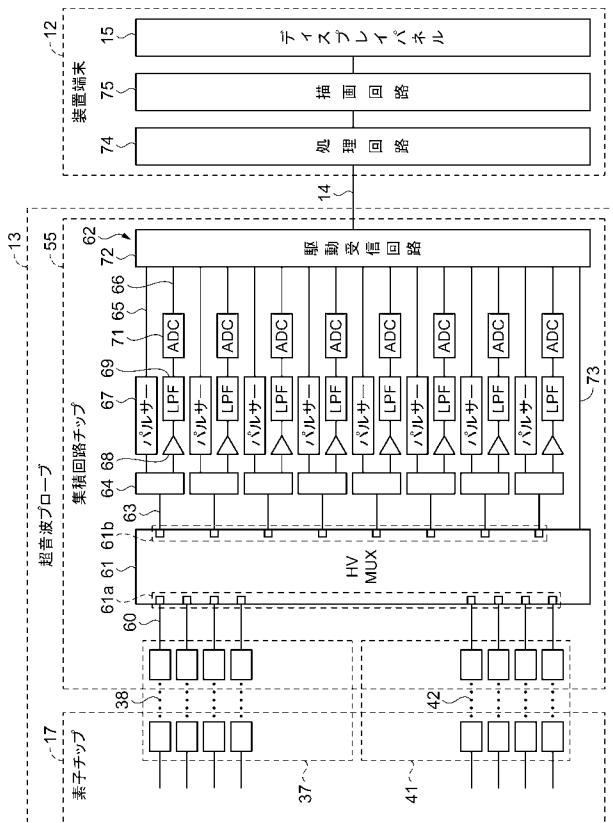 13
超音波プローブ
17
55
12
素子チップ
集積回路チップ
装置端末
38
60
61a
61
61b
63
64
68
67
69
71
65
66
72
62
14
74
75
15
パルサー
LPF
ADC
パルサー
LPF
ADC
パルサー
LPF
ADC
パルサー
LPF
ADC
HV
MUX
駆動受信回路
処理回路
描画回路
ディスプレイパネル
パルサー
LPF
ADC
パルサー
LPF
ADC
パルサー
LPF
ADC
パルサー
LPF
ADC
37
41
42
73